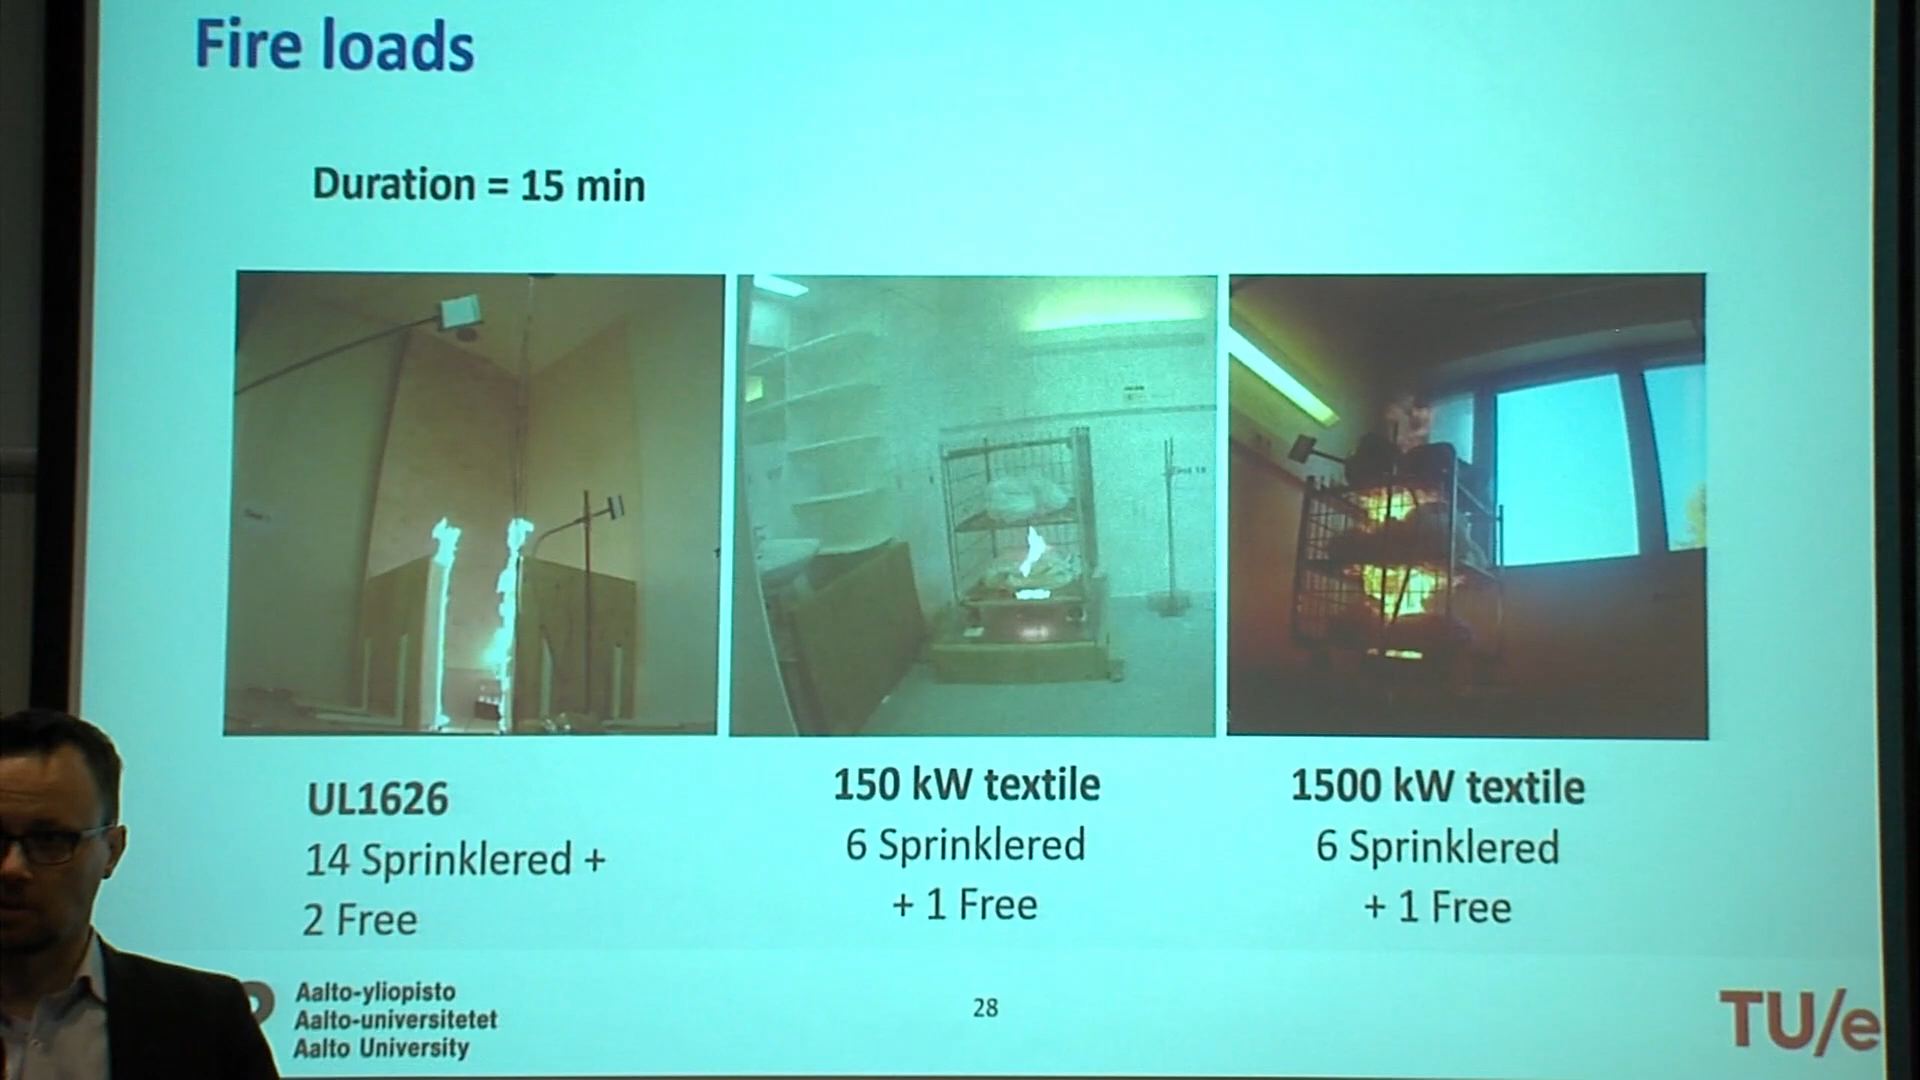 Fire loads
Duration = 15 min
UL1626
14 Sprinklered +
2 Free
150 kW textile
6 Sprinklered
+ 1 Free
1500 kW textile
6 Sprinklered
+ 1 Free
Aalto-yliopisto
Aalto-universitetet
Aalto University
28
TU/e